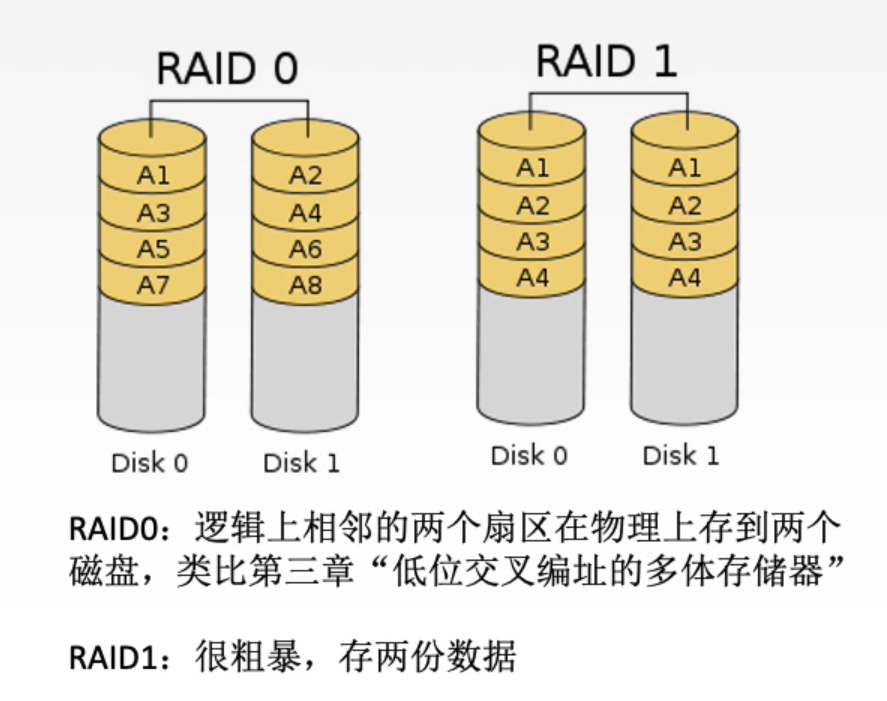 RAID 0
RAID 1
A1
A2
A3
A4
A5
A6
A7
A8
A1
A1
A2
A2
A3
A3
A4
A4
Disk 0
Disk 1
Disk 0
Disk 1
RAID0：逻辑上相邻的两个扇区在物理上存到两个
磁盘，类比第三章“低位交叉编址的多体存储器”
RAID1：很粗暴，存两份数据